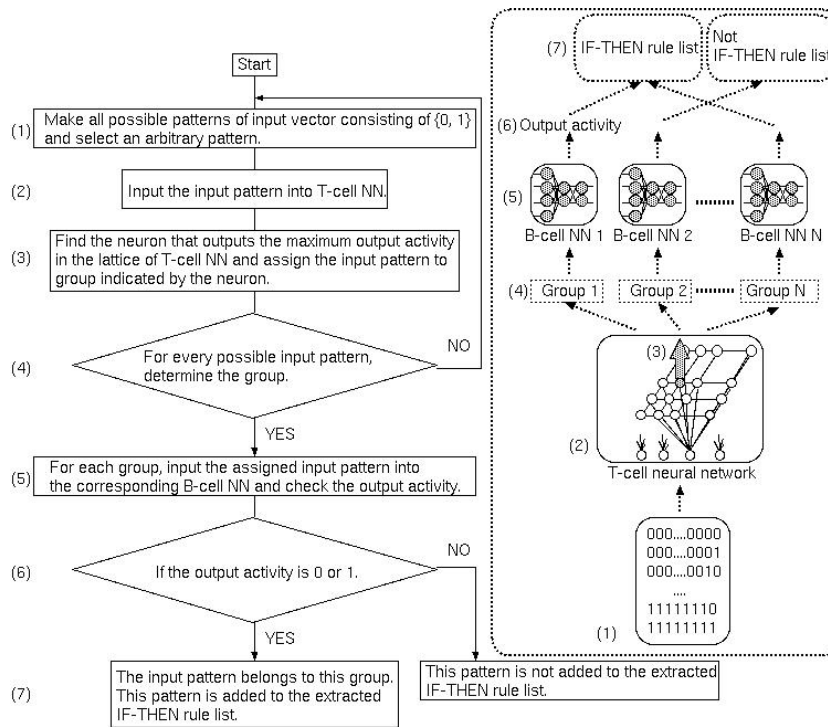 Start
(1)
Make all possible patterns of input vector consisting of {0, 1}
and select an arbitrary pattern.
(2)
Input the input pattern into T-cell NN.
(3)
Find the neuron that outputs the maximum output activity
in the lattice of T-cell NN and assign the input pattern to
group indicated by the neuron.
(4)
For every possible input pattern,
determine the group.
NO
YES
(5)
For each group, input the assigned input pattern into
the corresponding B-cell NN and check the output activity.
(6)
If the output activity is 0 or 1.
NO
YES
(7)
The input pattern belongs to this group.
This pattern is added to the extracted
IF-THEN rule list.
This pattern is not added to the extracted
IF-THEN rule list.
(7)
IF-THEN rule list
Not
IF-THEN rule list
(6) Output activity
(5)
B-cell NN 1
B-cell NN 2
B-cell NN N
(4)
Group 1
Group 2
Group N
(3)
(2)
T-cell neural network
000....0000
000....0001
000....0010
....
11111110
11111111
(1)